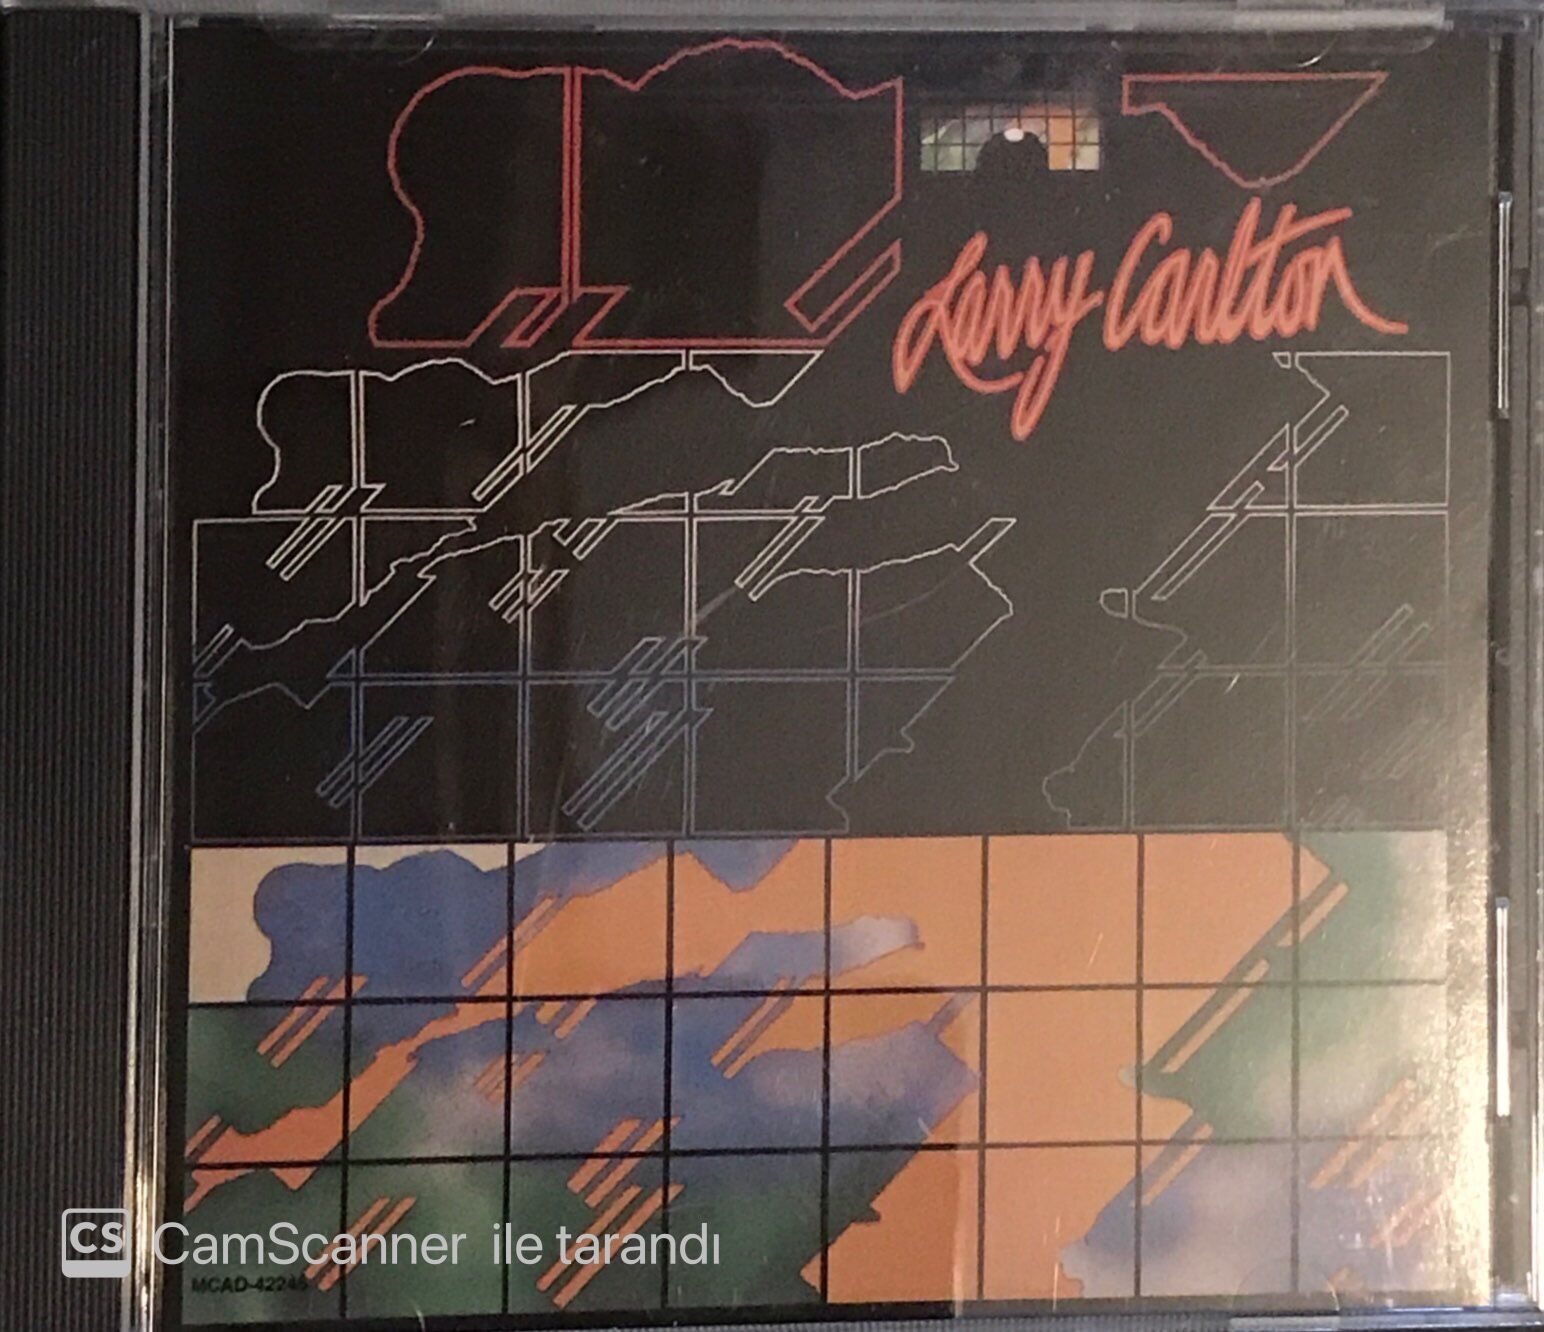 Larry Carlton
CS CamScanner ile tarandı